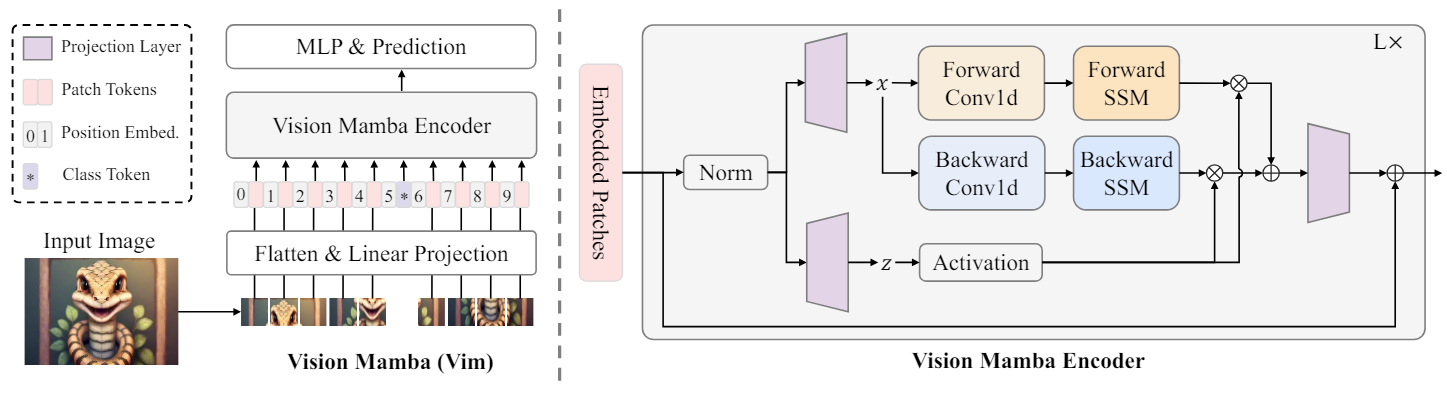 Projection Layer
Patch Tokens
0 1 Position Embed.
* Class Token
Input Image
MLP & Prediction
Vision Mamba Encoder
0 1 2 3 4 5 * 6 7 8 9
Flatten & Linear Projection
Vision Mamba (Vim)
Embedded Patches
L×
Norm
x
Forward
Conv1d
Forward
SSM
Backward
Conv1d
Backward
SSM
z
Activation
Vision Mamba Encoder